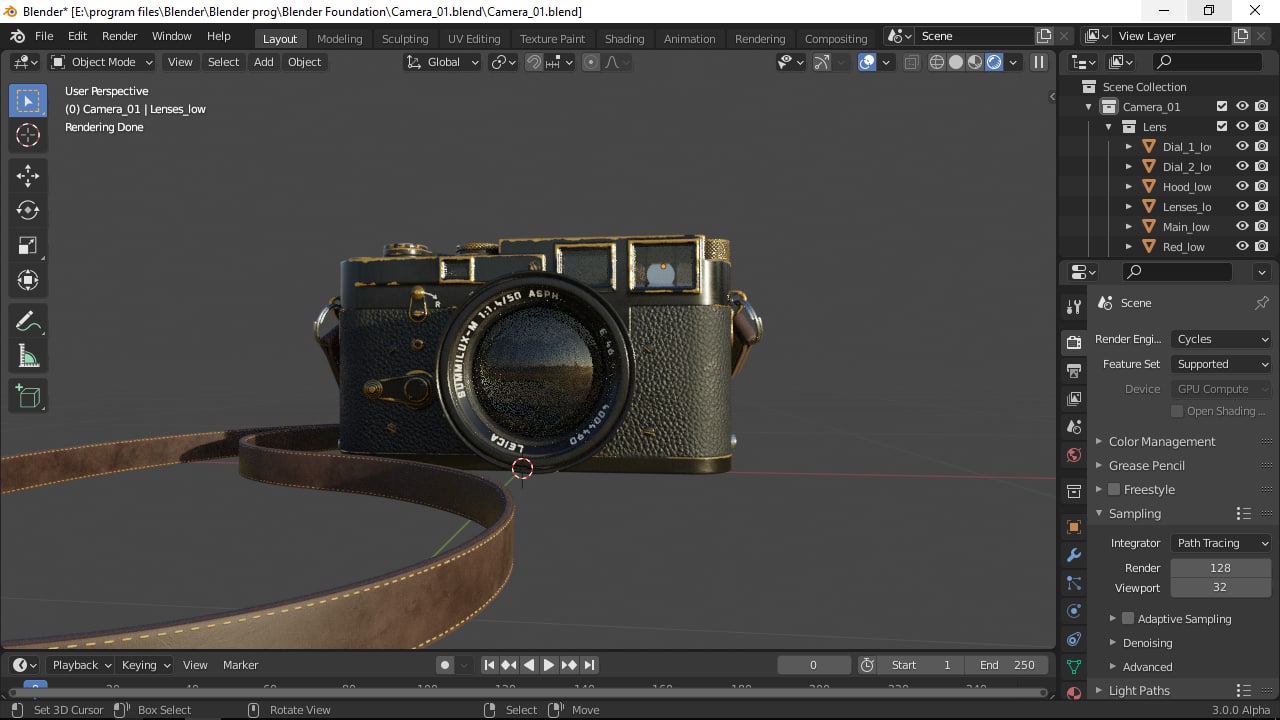 Blender* [E:\program files\Blender\Blender prog\Blender Foundation\Camera_01.blend\Camera_01.blend]
File Edit Render Window Help Layout Modeling Sculpting UV Editing Texture Paint Shading Animation Rendering Compositing Scene View Layer
Object Mode View Select Add Object Global
User Perspective
(0) Camera_01 | Lenses_low
Rendering Done
Scene Collection
Camera_01
Lens
Dial_1_lo
Dial_2_lo
Hood_low
Lenses_lo
Main_low
Red_low
Scene
Render Engi... Cycles
Feature Set Supported
Device GPU Compute
Open Shading ...
Color Management
Grease Pencil
Freestyle
Sampling
Integrator Path Tracing
Render 128
Viewport 32
Adaptive Sampling
Denoising
Advanced
Light Paths
R
SUMMILUX-M 1:1.4/50 ASPH.
E 46
4004490
LEICA
Playback Keying View Marker 0 Start 1 End 250
0 20 40 60 80 100 120 140 160 180 200 220 240
Set 3D Cursor Box Select Rotate View Select Move 3.0.0 Alpha